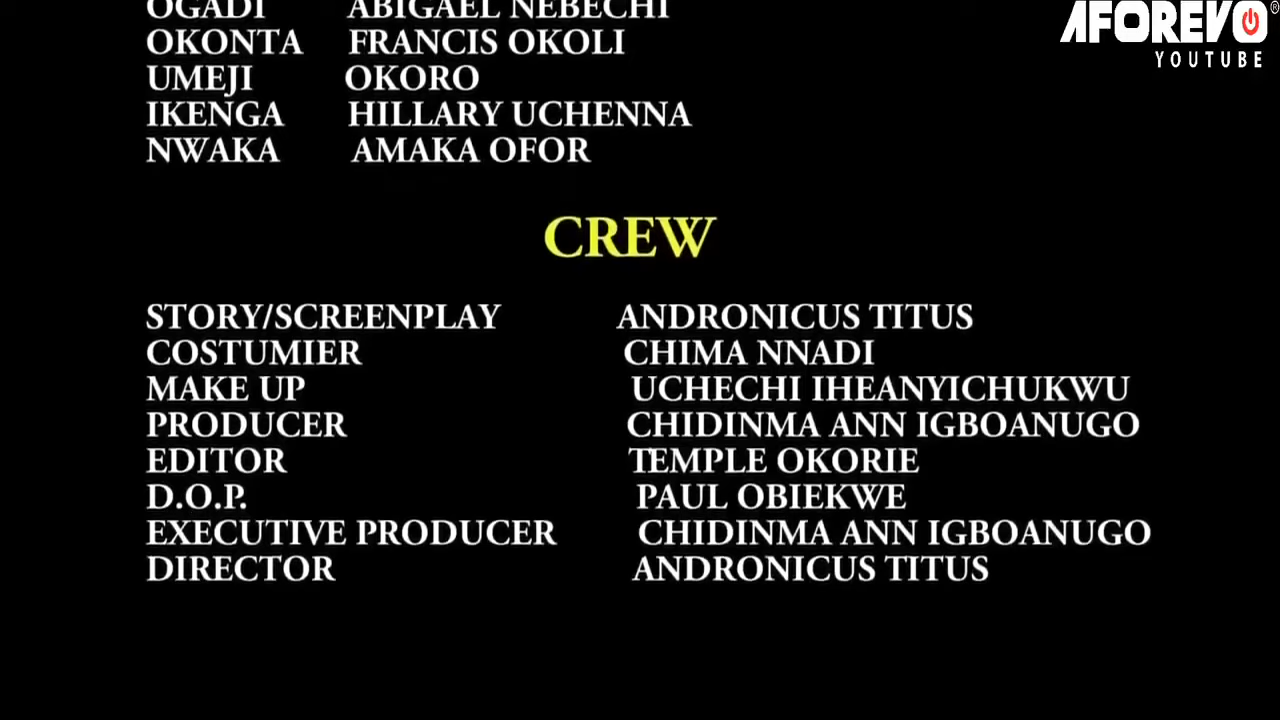 OGADI ABIGAEL NEBECHI
OKONTA FRANCIS OKOLI
UMEJI OKORO
IKENGA HILLARY UCHENNA
NWAKA AMAKA OFOR
CREW
STORY/SCREENPLAY ANDRONICUS TITUS
COSTUMIER CHIMA NNADI
MAKE UP UCHECHI IHEANYICHUKWU
PRODUCER CHIDINMA ANN IGBOANUGO
EDITOR TEMPLE OKORIE
D.O.P. PAUL OBIEKWE
EXECUTIVE PRODUCER CHIDINMA ANN IGBOANUGO
DIRECTOR ANDRONICUS TITUS
AFOREVO®
YOUTUBE